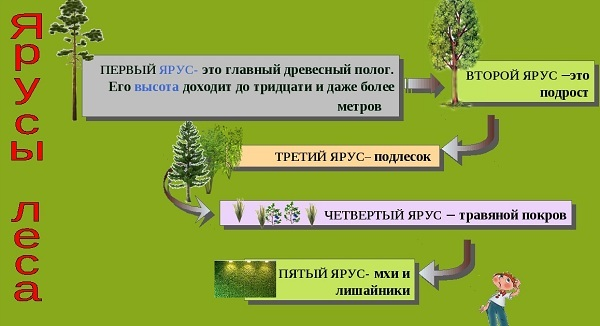 Ярусы леса
ПЕРВЫЙ ЯРУС- это главный древесный полог.
Его высота доходит до тридцати и даже более
метров
ВТОРОЙ ЯРУС –это
подрост
ТРЕТИЙ ЯРУС– подлесок
ЧЕТВЕРТЫЙ ЯРУС – травяной покров
ПЯТЫЙ ЯРУС- мхи и
лишайники